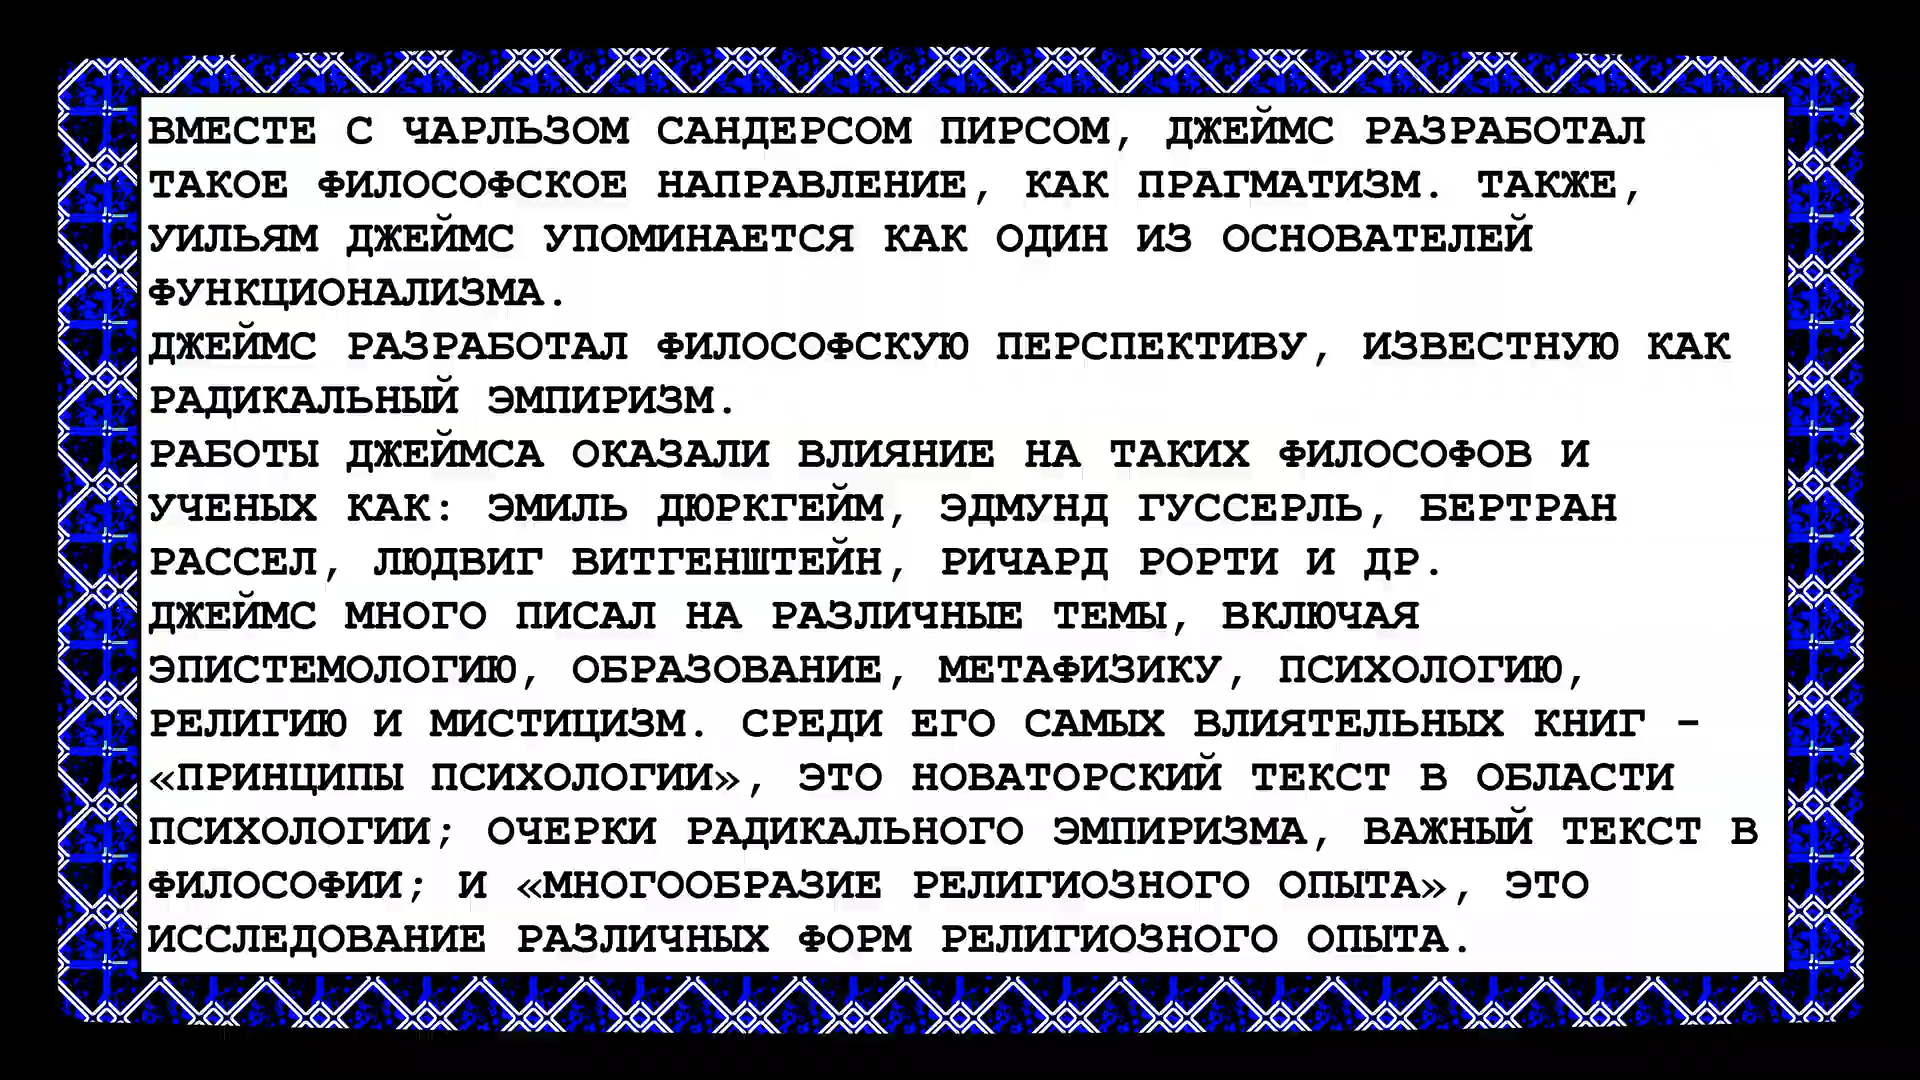 ВМЕСТЕ С ЧАРЛЬЗОМ САНДЕРСОМ ПИРСОМ, ДЖЕЙМС РАЗРАБОТАЛ
ТАКОЕ ФИЛОСОФСКОЕ НАПРАВЛЕНИЕ, КАК ПРАГМАТИЗМ. ТАКЖЕ,
УИЛЬЯМ ДЖЕЙМС УПОМИНАЕТСЯ КАК ОДИН ИЗ ОСНОВАТЕЛЕЙ
ФУНКЦИОНАЛИЗМА.
ДЖЕЙМС РАЗРАБОТАЛ ФИЛОСОФСКУЮ ПЕРСПЕКТИВУ, ИЗВЕСТНУЮ КАК
РАДИКАЛЬНЫЙ ЭМПИРИЗМ.
РАБОТЫ ДЖЕЙМСА ОКАЗАЛИ ВЛИЯНИЕ НА ТАКИХ ФИЛОСОФОВ И
УЧЕНЫХ КАК: ЭМИЛЬ ДЮРКГЕЙМ, ЭДМУНД ГУССЕРЛЬ, БЕРТРАН
РАССЕЛ, ЛЮДВИГ ВИТГЕНШТЕЙН, РИЧАРД РОРТИ И ДР.
ДЖЕЙМС МНОГО ПИСАЛ НА РАЗЛИЧНЫЕ ТЕМЫ, ВКЛЮЧАЯ
ЭПИСТЕМОЛОГИЮ, ОБРАЗОВАНИЕ, МЕТАФИЗИКУ, ПСИХОЛОГИЮ,
РЕЛИГИЮ И МИСТИЦИЗМ. СРЕДИ ЕГО САМЫХ ВЛИЯТЕЛЬНЫХ КНИГ –
«ПРИНЦИПЫ ПСИХОЛОГИИ», ЭТО НОВАТОРСКИЙ ТЕКСТ В ОБЛАСТИ
ПСИХОЛОГИИ; ОЧЕРКИ РАДИКАЛЬНОГО ЭМПИРИЗМА, ВАЖНЫЙ ТЕКСТ В
ФИЛОСОФИИ; И «МНОГООБРАЗИЕ РЕЛИГИОЗНОГО ОПЫТА», ЭТО
ИССЛЕДОВАНИЕ РАЗЛИЧНЫХ ФОРМ РЕЛИГИОЗНОГО ОПЫТА.